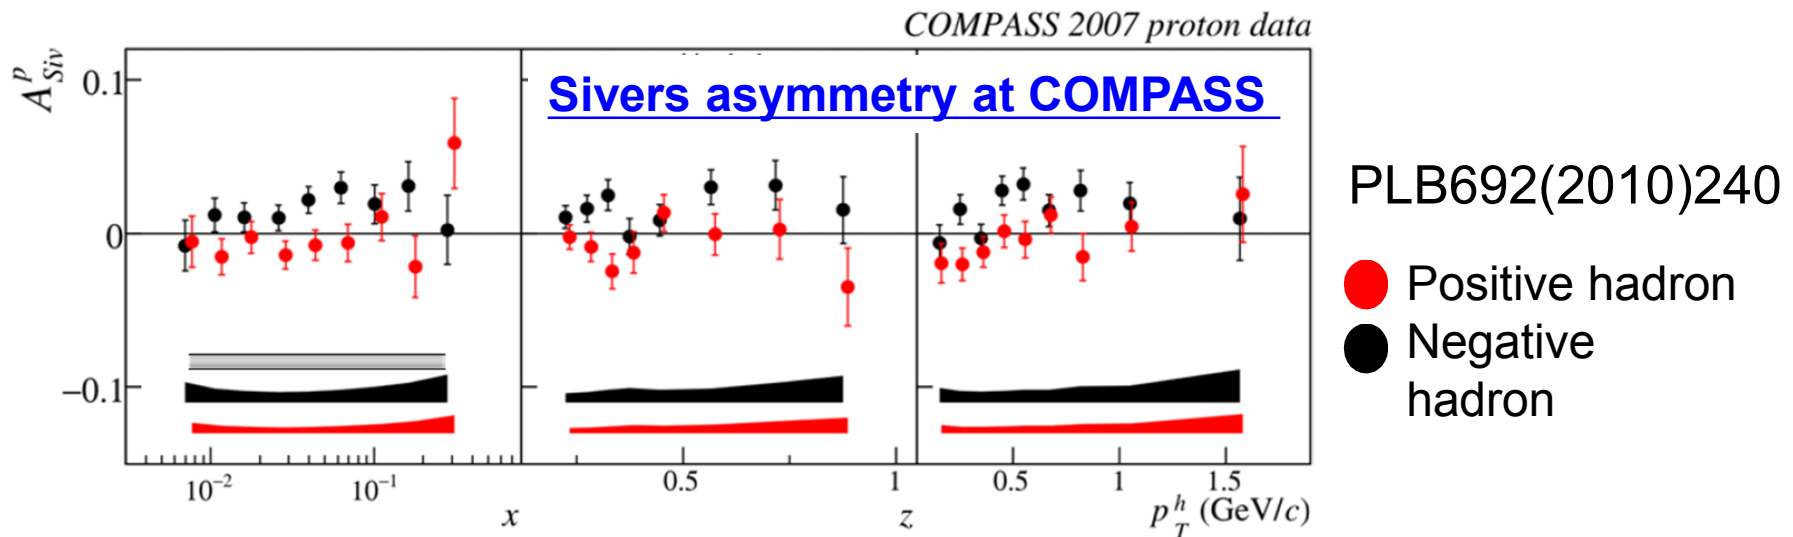 COMPASS 2007 proton data
A^p_Siv
0.1
0
−0.1
Sivers asymmetry at COMPASS
10⁻² 10⁻¹ 0.5 1 0.5 1 1.5
x z p_T^h (GeV/c)
PLB692(2010)240
Positive hadron
Negative
hadron